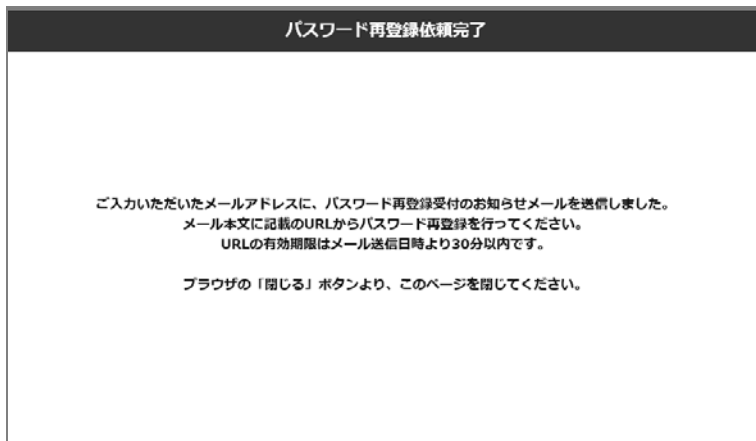 パスワード再登録依頼完了
ご入力いただいたメールアドレスに、パスワード再登録受付のお知らせメールを送信しました。
メール本文に記載のURLからパスワード再登録を行ってください。
URLの有効期限はメール送信日時より30分以内です。
ブラウザの「閉じる」ボタンより、このページを閉じてください。